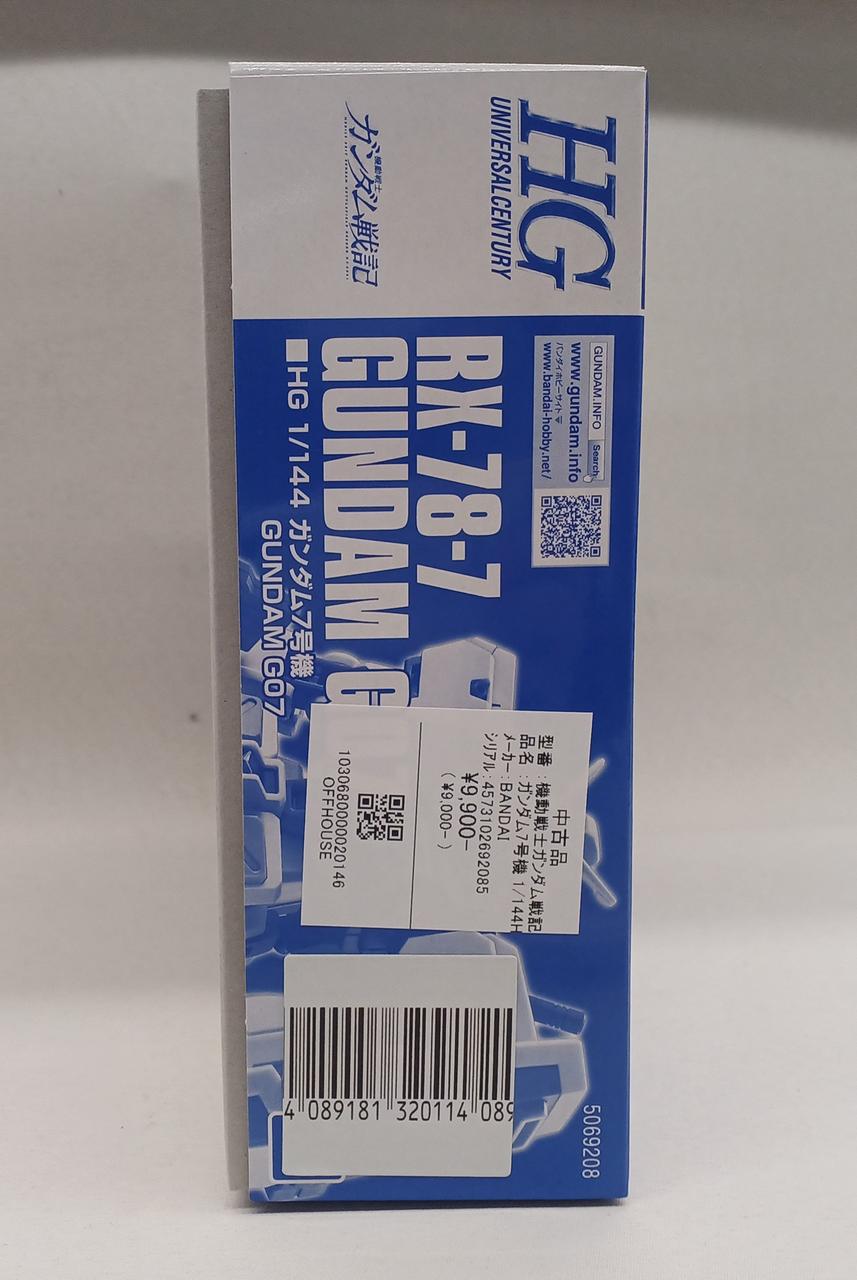 HG
UNIVERSALCENTURY
機動戦士
ガンダム戦記
GUNDAM.INFO
Search
www.gundam.info
バンダイホビーサイト
www.bandai-hobby.net/
RX-78-7
GUNDAM G
■HG 1/144 ガンダム7号機
GUNDAM G07
中古品
型番:機動戦士ガンダム戦記
品名:ガンダム7号機 1/144H
メーカー:BANDAI
シリアル:4573102692085
¥9,900-
(¥9,000-)
1030680000020146
OFFHOUSE
4 089181 320114 089
5069208